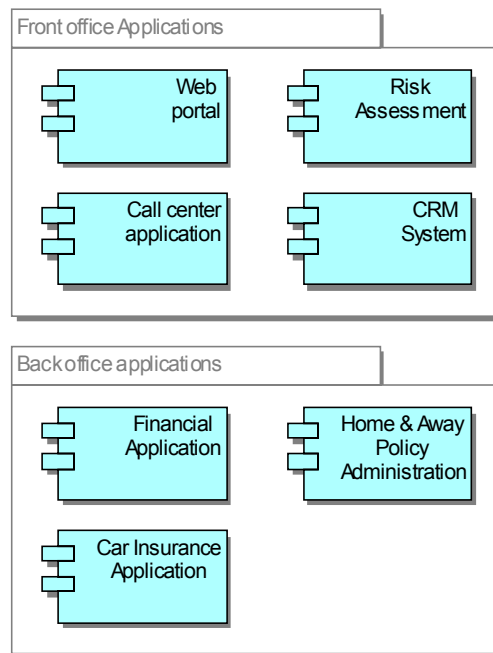 Front office Applications
Web
portal
Risk
Assessment
Call center
application
CRM
System
Back office applications
Financial
Application
Home & Away
Policy
Administration
Car Insurance
Application